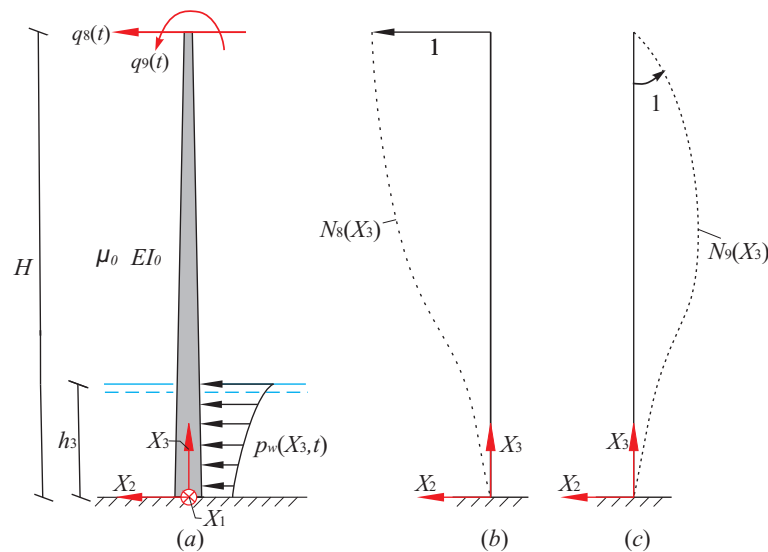 q₈(t)
q₉(t)
H
μ₀ EI₀
h₃
X₃
p_w(X₃,t)
X₂
X₁
(a)
1
N₈(X₃)
X₃
X₂
(b)
1
N₉(X₃)
X₃
X₂
(c)